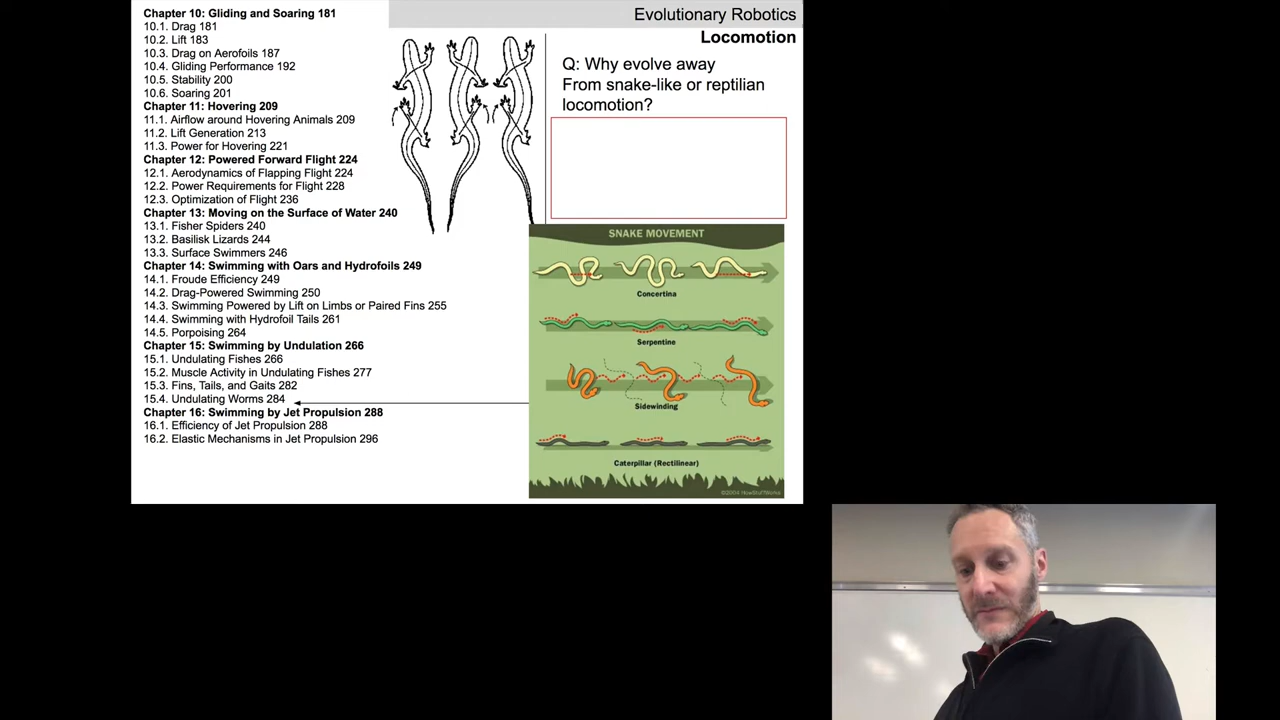 Chapter 10: Gliding and Soaring 181
10.1. Drag 181
10.2. Lift 183
10.3. Drag on Aerofoils 187
10.4. Gliding Performance 192
10.5. Stability 200
10.6. Soaring 201
Chapter 11: Hovering 209
11.1. Airflow around Hovering Animals 209
11.2. Lift Generation 213
11.3. Power for Hovering 221
Chapter 12: Powered Forward Flight 224
12.1. Aerodynamics of Flapping Flight 224
12.2. Power Requirements for Flight 228
12.3. Optimization of Flight 236
Chapter 13: Moving on the Surface of Water 240
13.1. Fisher Spiders 240
13.2. Basilisk Lizards 244
13.3. Surface Swimmers 246
Chapter 14: Swimming with Oars and Hydrofoils 249
14.1. Froude Efficiency 249
14.2. Drag-Powered Swimming 250
14.3. Swimming Powered by Lift on Limbs or Paired Fins 255
14.4. Swimming with Hydrofoil Tails 261
14.5. Porpoising 264
Chapter 15: Swimming by Undulation 266
15.1. Undulating Fishes 266
15.2. Muscle Activity in Undulating Fishes 277
15.3. Fins, Tails, and Gaits 282
15.4. Undulating Worms 284
Chapter 16: Swimming by Jet Propulsion 288
16.1. Efficiency of Jet Propulsion 288
16.2. Elastic Mechanisms in Jet Propulsion 296
Evolutionary Robotics
Locomotion
Q: Why evolve away
From snake-like or reptilian
locomotion?
SNAKE MOVEMENT
Concertina
Serpentine
Sidewinding
Caterpillar (Rectilinear)